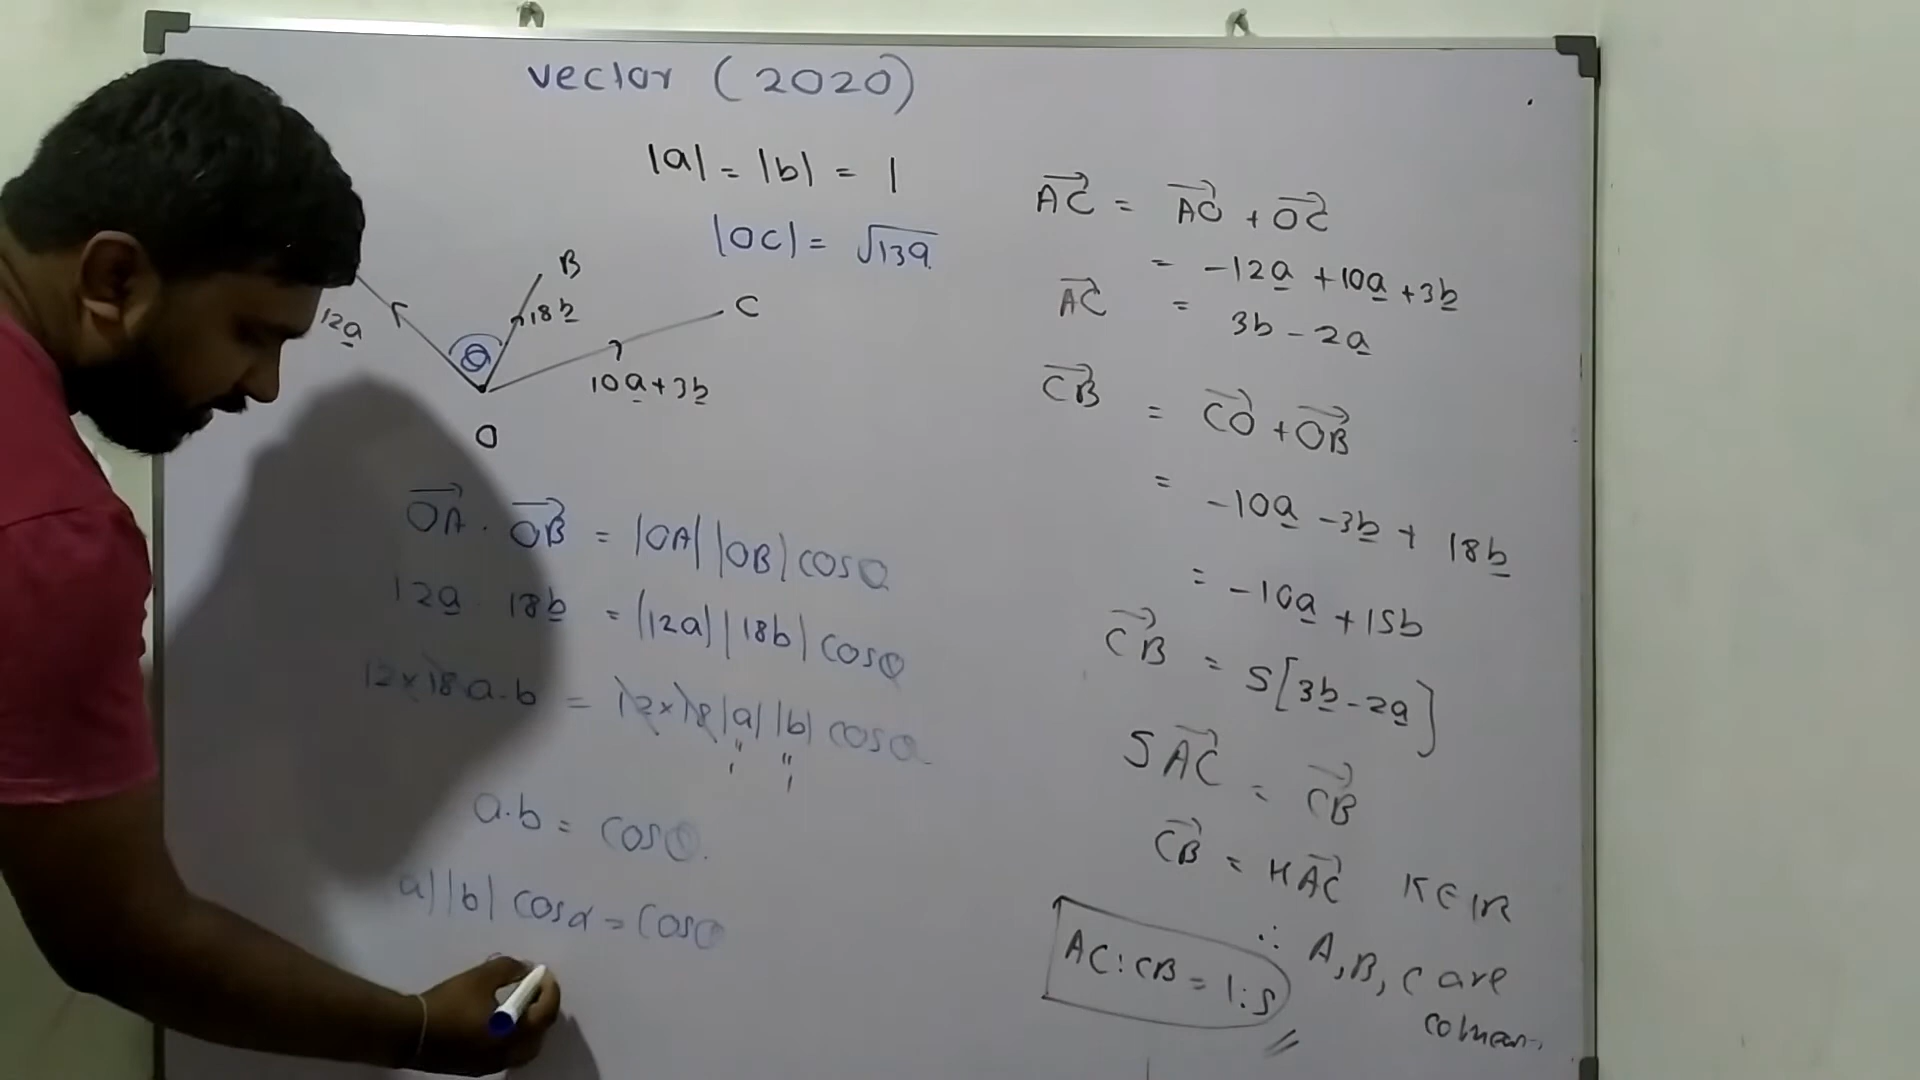 vector (2020)
|a| = |b| = 1
|OC| = √139
B
C
12a
18b
θ
10a+3b
O
OA . OB = |OA| |OB| cosθ
12a 18b = |12a| |18b| cosθ
12×18 a.b = 12×18 |a| |b| cosθ
" "
1 1
a.b = cosθ.
a| |b| cosα = cosθ
AC = AO + OC
= -12a + 10a + 3b
AC = 3b - 2a
CB = CO + OB
= -10a - 3b + 18b
= -10a + 15b
CB = 5[3b - 2a]
5AC = CB
CB = KAC K∈IR
∴ A, B, C are
AC : CB = 1:5